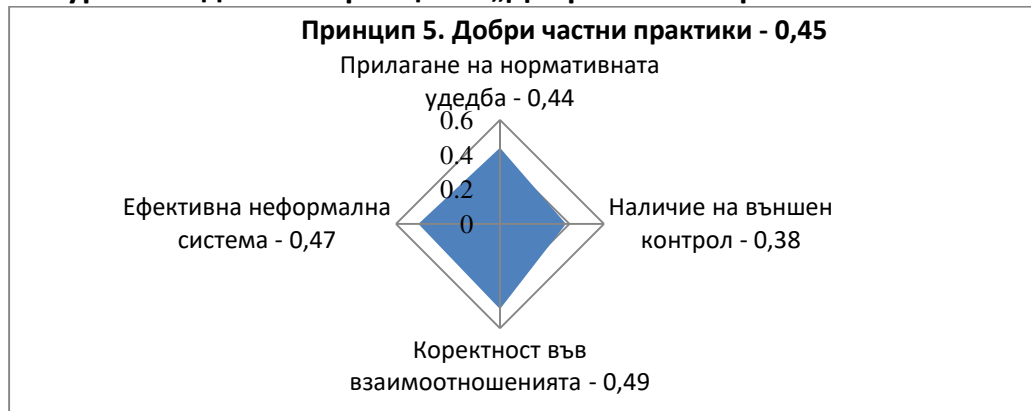 Принцип 5. Добри частни практики - 0,45
Прилагане на нормативната
удедба - 0,44
0.6
0.4
0.2
0
Ефективна неформална
система - 0,47
Наличие на външен
контрол - 0,38
Коректност във
взаимоотношенията - 0,49